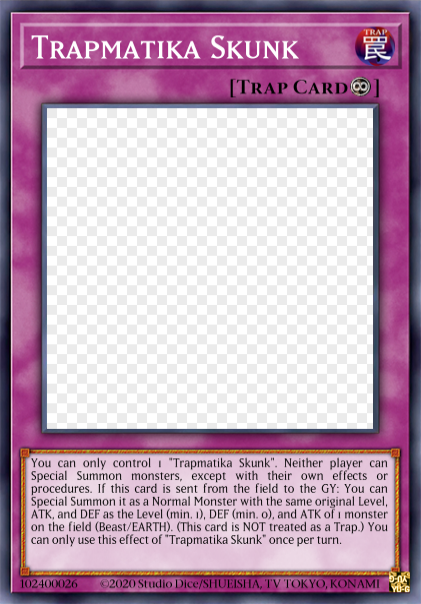 Trapmatika Skunk
TRAP
罠
[Trap Card♾]
You can only control 1 "Trapmatika Skunk". Neither player can
Special Summon monsters, except with their own effects or
procedures. If this card is sent from the field to the GY: You can
Special Summon it as a Normal Monster with the same original Level,
ATK, and DEF as the Level (min. 1), DEF (min. 0), and ATK of 1 monster
on the field (Beast/EARTH). (This card is NOT treated as a Trap.) You
can only use this effect of "Trapmatika Skunk" once per turn.
102400026 ©2020 Studio Dice/SHUEISHA, TV TOKYO, KONAMI